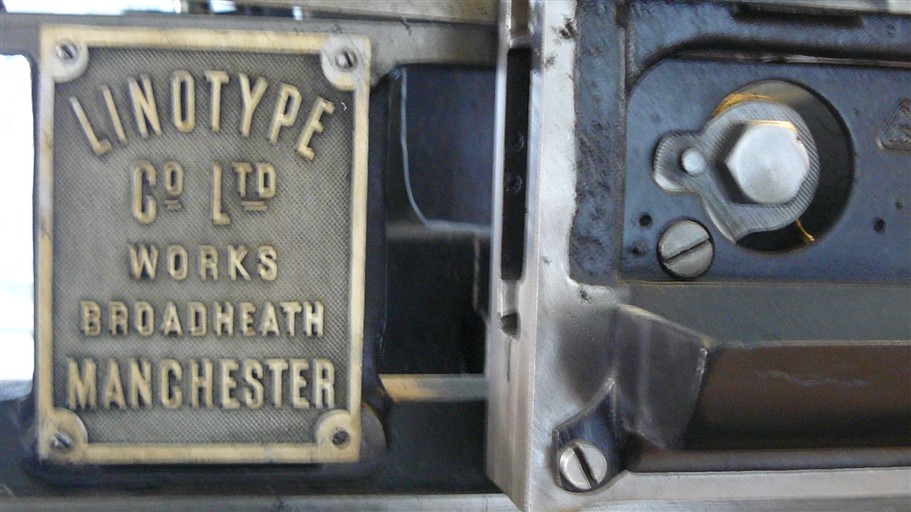 LINOTYPE
CO LTD
WORKS
BROADHEATH
MANCHESTER